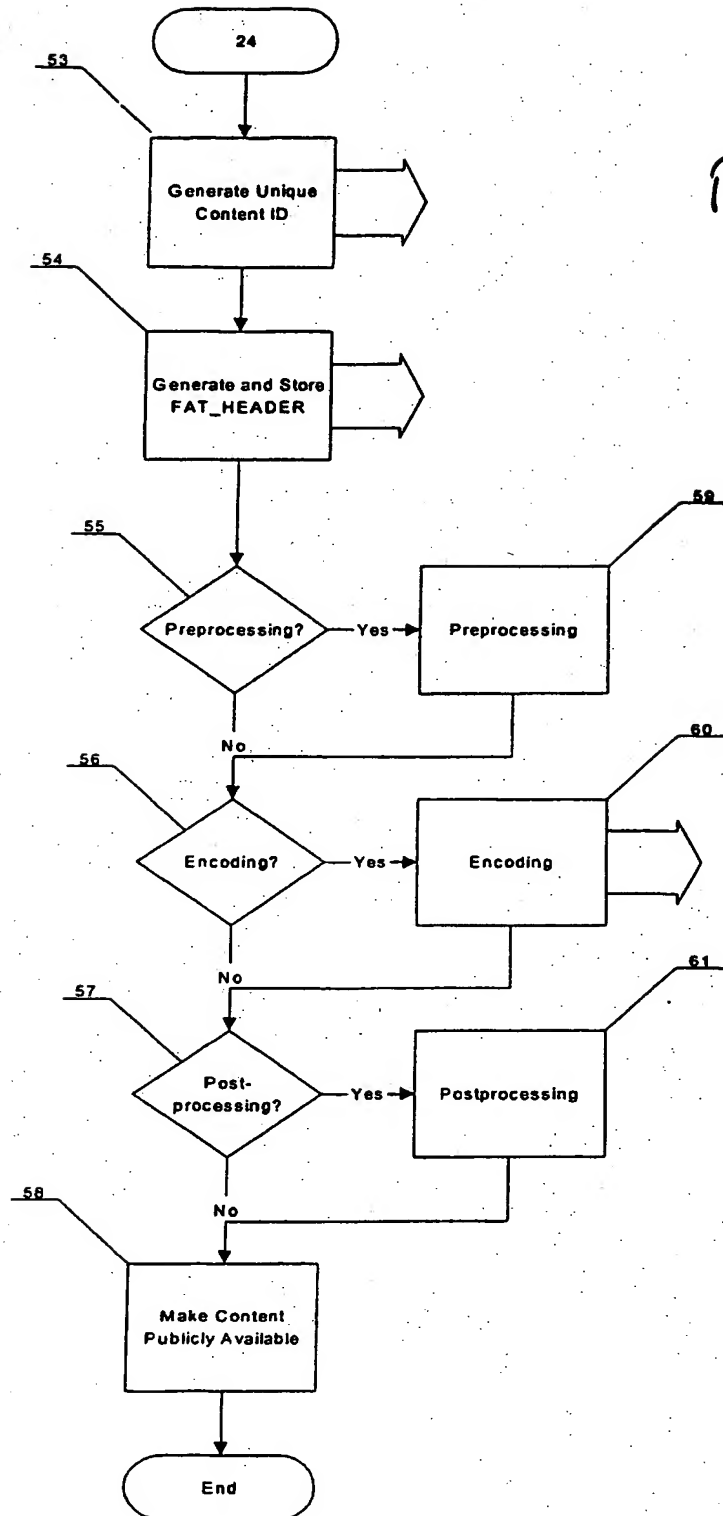 24
53
Generate Unique
Content ID
54
Generate and Store
FAT_HEADER
55
Preprocessing?
Yes
59
Preprocessing
No
56
Encoding?
Yes
60
Encoding
No
57
Post-
processing?
Yes
61
Postprocessing
No
58
Make Content
Publicly Available
End